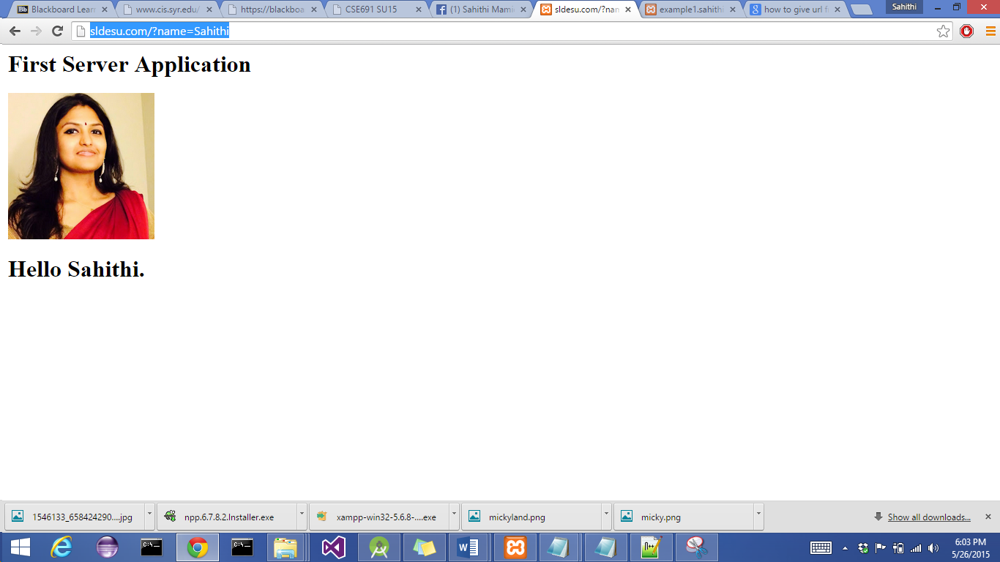 Blackboard Lear
www.cis.syr.edu/
https://blackboa
CSE691 SU15
(1) Sahithi Mami
sldesu.com/?nam
example1.sahithi
how to give url f
Sahithi
sldesu.com/?name=Sahithi
First Server Application
Hello Sahithi.
1546133_658424290....jpg
npp.6.7.8.2.Installer.exe
xampp-win32-5.6.8-....exe
mickyland.png
micky.png
Show all downloads...
6:03 PM
5/26/2015